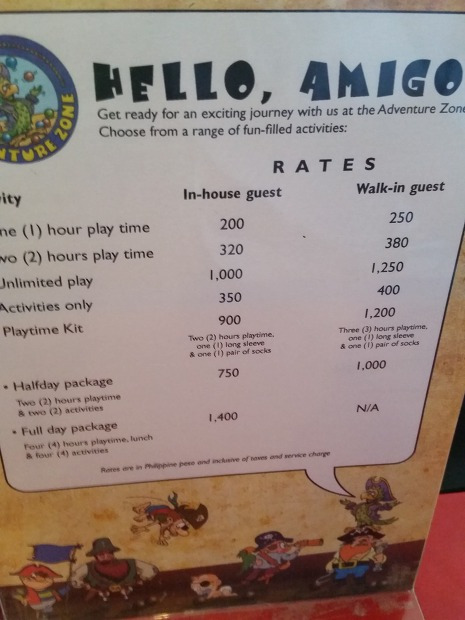 NTURE ZONE
HELLO, AMIGO
Get ready for an exciting journey with us at the Adventure Zon
Choose from a range of fun-filled activities:
RATES
ity In-house guest Walk-in guest
ne (1) hour play time 200 250
wo (2) hours play time 320 380
Unlimited play 1,000 1,250
Activities only 350 400
Playtime Kit 900 1,200
Two (2) hours playtime, Three (3) hours playtime,
one (1) long sleeve one (1) long sleeve
& one (1) pair of socks & one (1) pair of socks
• Halfday package 750 1,000
Two (2) hours playtime
& two (2) activities
• Full day package 1,400 N/A
Four (4) hours playtime, lunch
& four (4) activities
Rates are in Philippine peso and inclusive of taxes and service charge